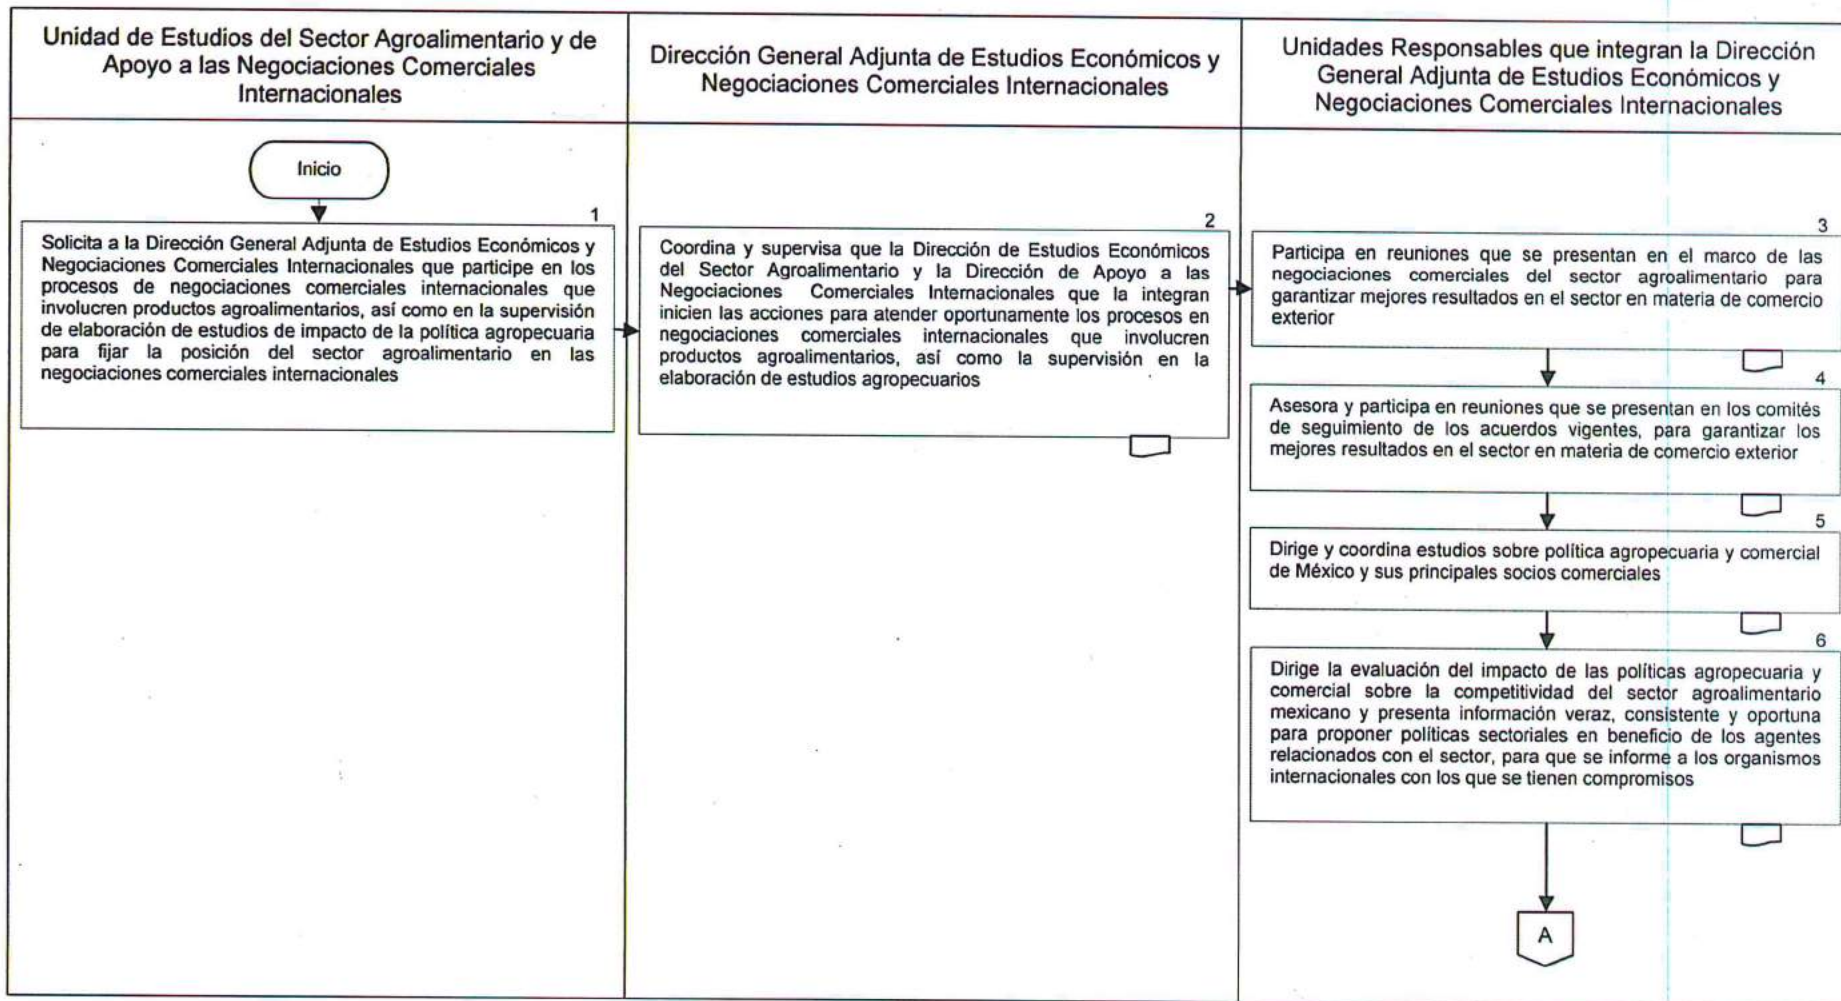 Unidad de Estudios del Sector Agroalimentario y de
Apoyo a las Negociaciones Comerciales
Internacionales
Dirección General Adjunta de Estudios Económicos y
Negociaciones Comerciales Internacionales
Unidades Responsables que integran la Dirección
General Adjunta de Estudios Económicos y
Negociaciones Comerciales Internacionales
Inicio
1
Solicita a la Dirección General Adjunta de Estudios Económicos y
Negociaciones Comerciales Internacionales que participe en los
procesos de negociaciones comerciales internacionales que
involucren productos agroalimentarios, así como en la supervisión
de elaboración de estudios de impacto de la política agropecuaria
para fijar la posición del sector agroalimentario en las
negociaciones comerciales internacionales
2
Coordina y supervisa que la Dirección de Estudios Económicos
del Sector Agroalimentario y la Dirección de Apoyo a las
Negociaciones Comerciales Internacionales que la integran
inicien las acciones para atender oportunamente los procesos en
negociaciones comerciales internacionales que involucren
productos agroalimentarios, así como la supervisión en la
elaboración de estudios agropecuarios
3
Participa en reuniones que se presentan en el marco de las
negociaciones comerciales del sector agroalimentario para
garantizar mejores resultados en el sector en materia de comercio
exterior
4
Asesora y participa en reuniones que se presentan en los comités
de seguimiento de los acuerdos vigentes, para garantizar los
mejores resultados en el sector en materia de comercio exterior
5
Dirige y coordina estudios sobre política agropecuaria y comercial
de México y sus principales socios comerciales
6
Dirige la evaluación del impacto de las políticas agropecuaria y
comercial sobre la competitividad del sector agroalimentario
mexicano y presenta información veraz, consistente y oportuna
para proponer políticas sectoriales en beneficio de los agentes
relacionados con el sector, para que se informe a los organismos
internacionales con los que se tienen compromisos
A